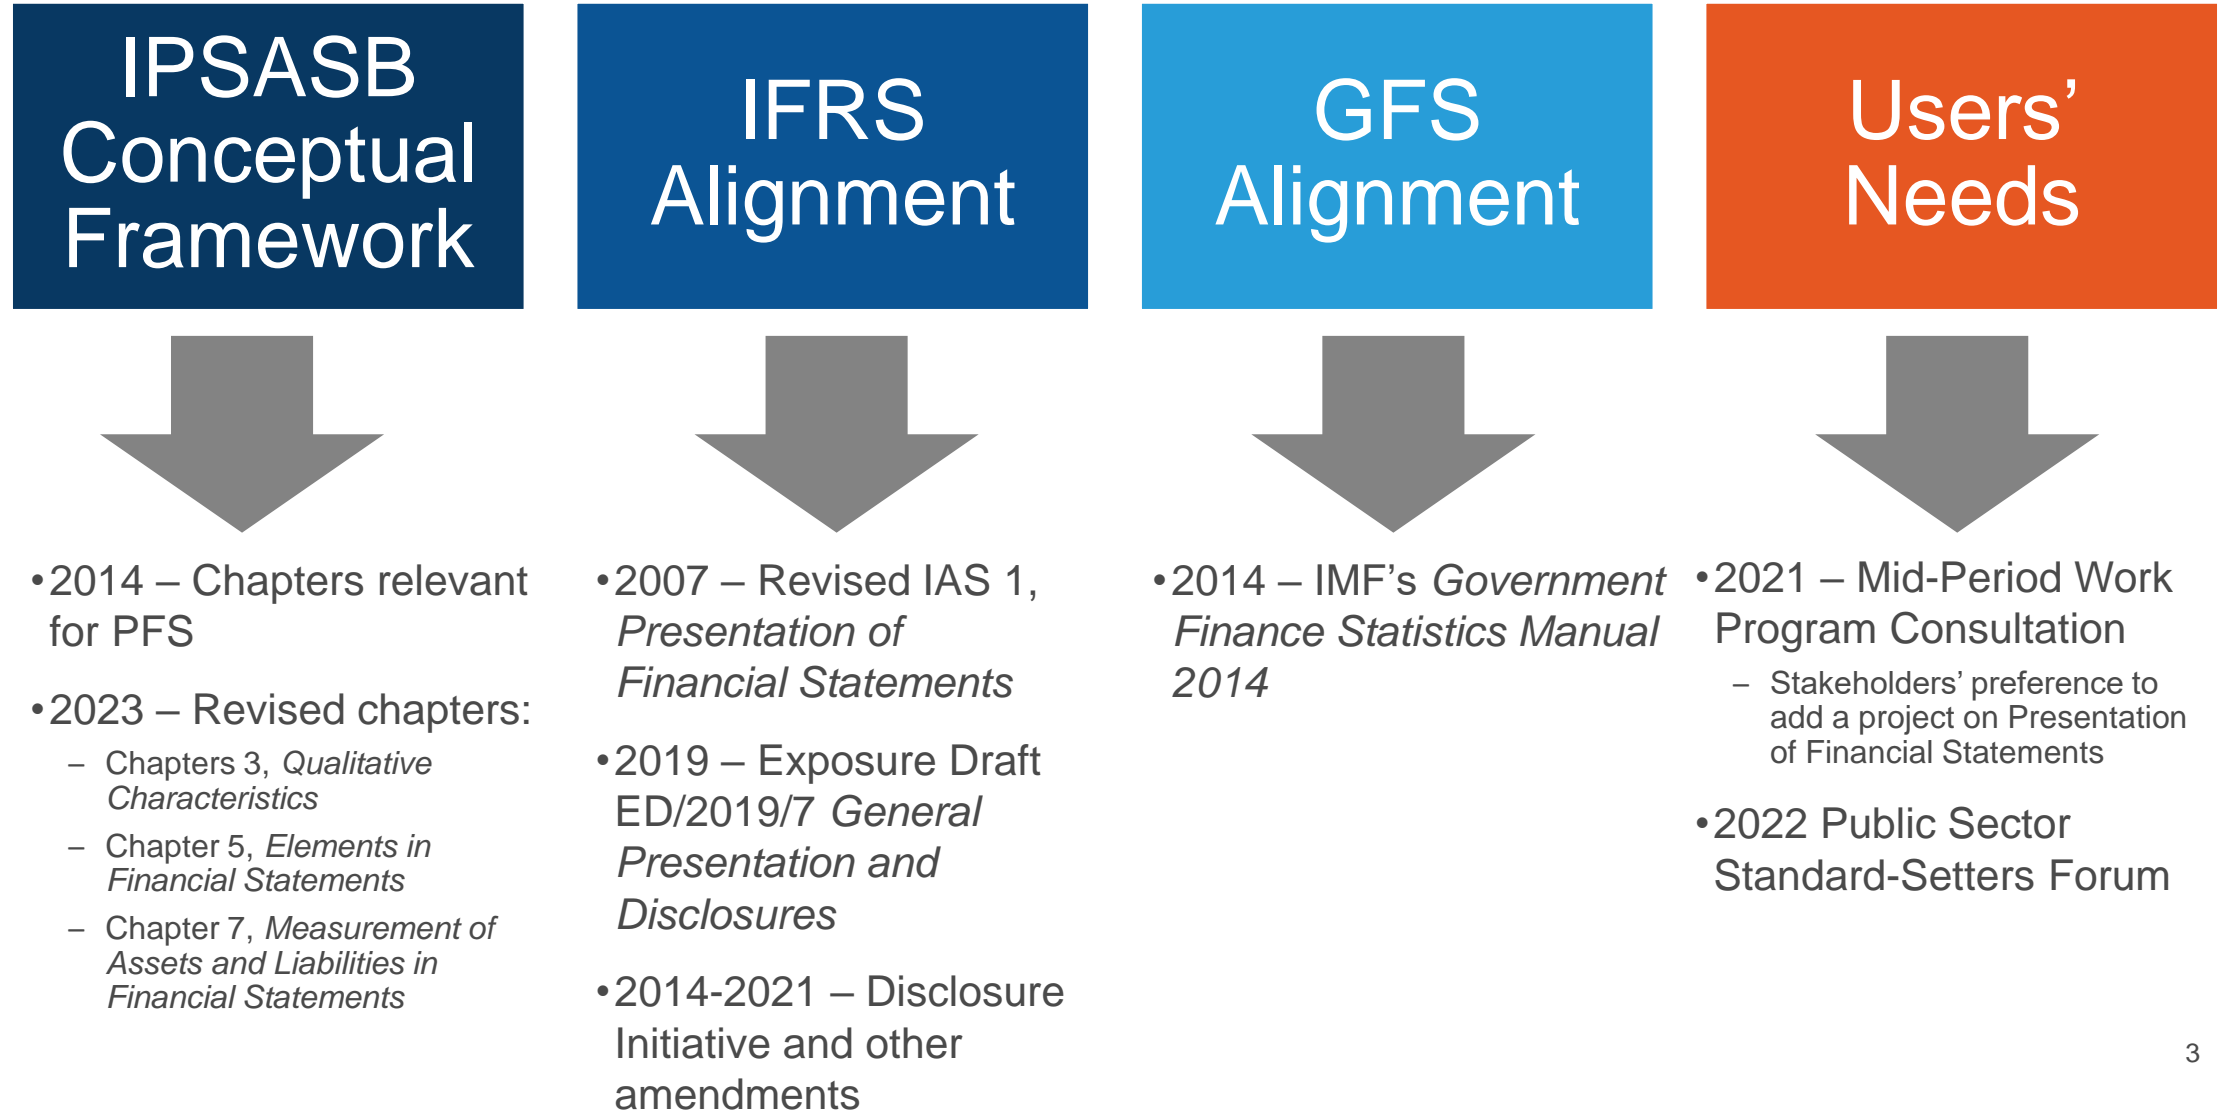 IPSASB
Conceptual
Framework
•2014 – Chapters relevant
for PFS
•2023 – Revised chapters:
– Chapters 3, Qualitative
Characteristics
– Chapter 5, Elements in
Financial Statements
– Chapter 7, Measurement of
Assets and Liabilities in
Financial Statements
IFRS
Alignment
•2007 – Revised IAS 1,
Presentation of
Financial Statements
•2019 – Exposure Draft
ED/2019/7 General
Presentation and
Disclosures
•2014-2021 – Disclosure
Initiative and other
amendments
GFS
Alignment
•2014 – IMF’s Government
Finance Statistics Manual
2014
Users’
Needs
•2021 – Mid-Period Work
Program Consultation
– Stakeholders’ preference to
add a project on Presentation
of Financial Statements
•2022 Public Sector
Standard-Setters Forum
3